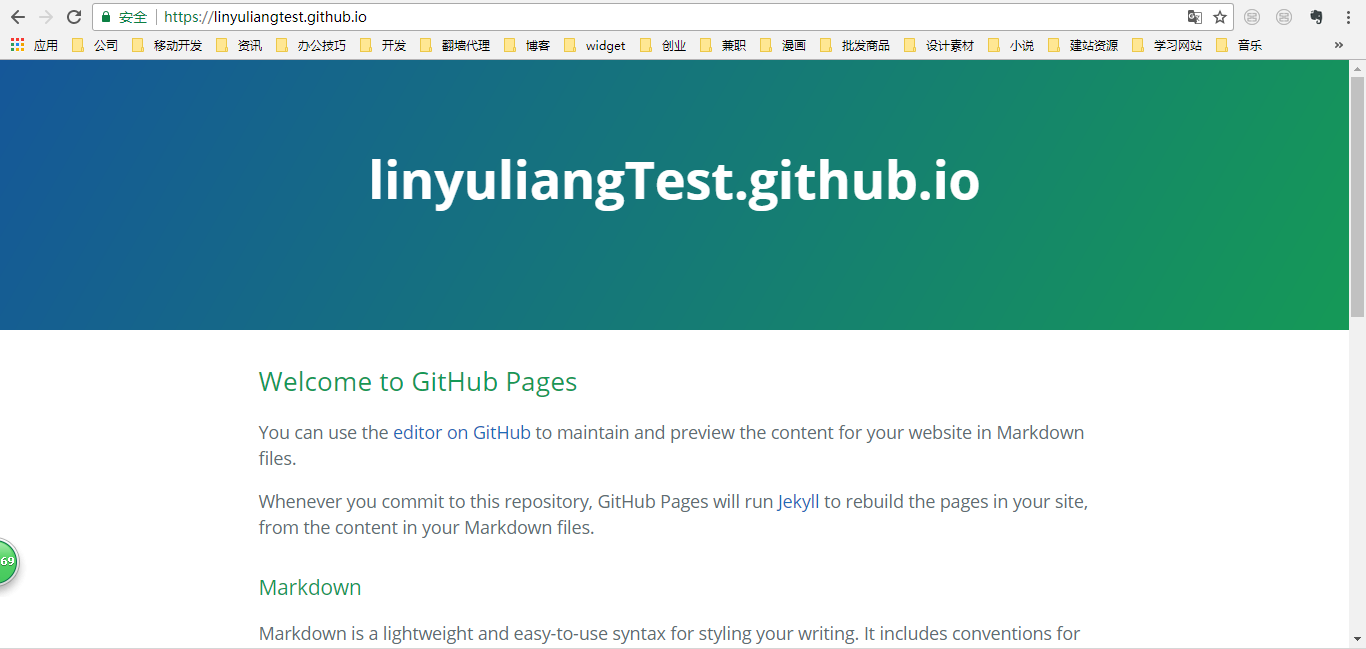 安全 https://linyuliangtest.github.io
应用 公司 移动开发 资讯 办公技巧 开发 翻墙代理 博客 widget 创业 兼职 漫画 批发商品 设计素材 小说 建站资源 学习网站 音乐 »
linyuliangTest.github.io
Welcome to GitHub Pages
You can use the editor on GitHub to maintain and preview the content for your website in Markdown
files.
Whenever you commit to this repository, GitHub Pages will run Jekyll to rebuild the pages in your site,
from the content in your Markdown files.
69
Markdown
Markdown is a lightweight and easy-to-use syntax for styling your writing. It includes conventions for